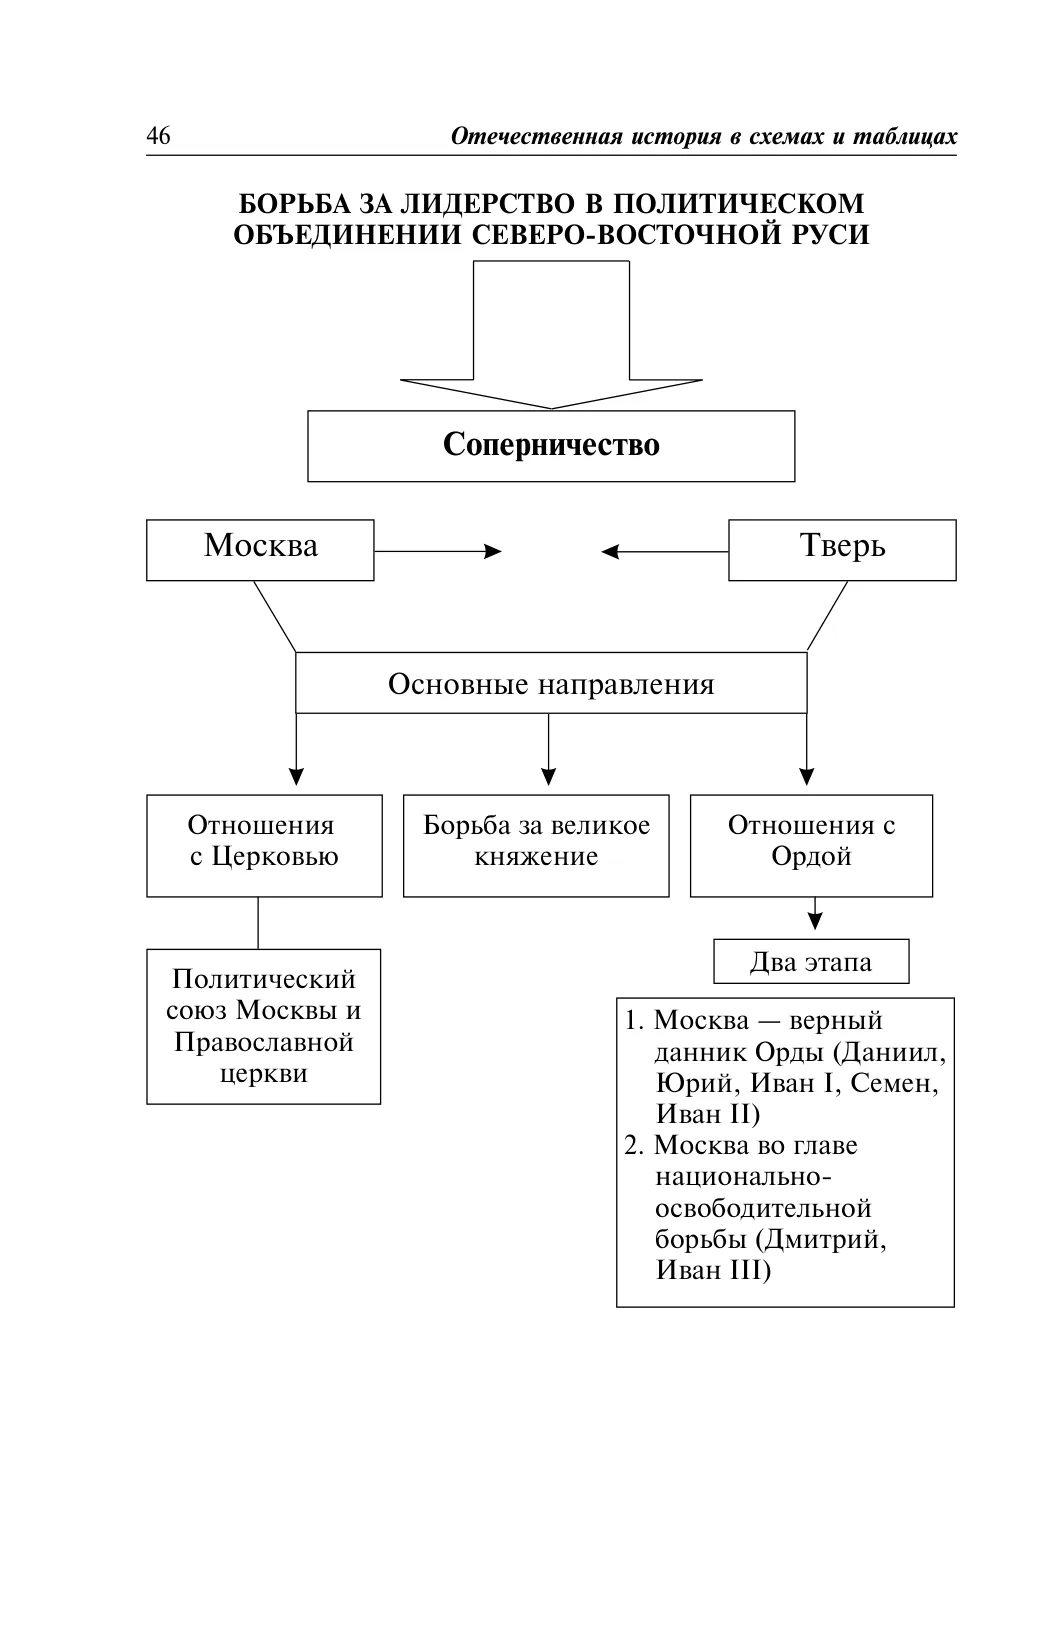 46 Отечественная история в схемах и таблицах
БОРЬБА ЗА ЛИДЕРСТВО В ПОЛИТИЧЕСКОМ
ОБЪЕДИНЕНИИ СЕВЕРО-ВОСТОЧНОЙ РУСИ
Соперничество
Москва
Тверь
Основные направления
Отношения
с Церковью
Борьба за великое
княжение
Отношения с
Ордой
Политический
союз Москвы и
Православной
церкви
Два этапа
1. Москва — верный
данник Орды (Даниил,
Юрий, Иван I, Семен,
Иван II)
2. Москва во главе
национально-
освободительной
борьбы (Дмитрий,
Иван III)